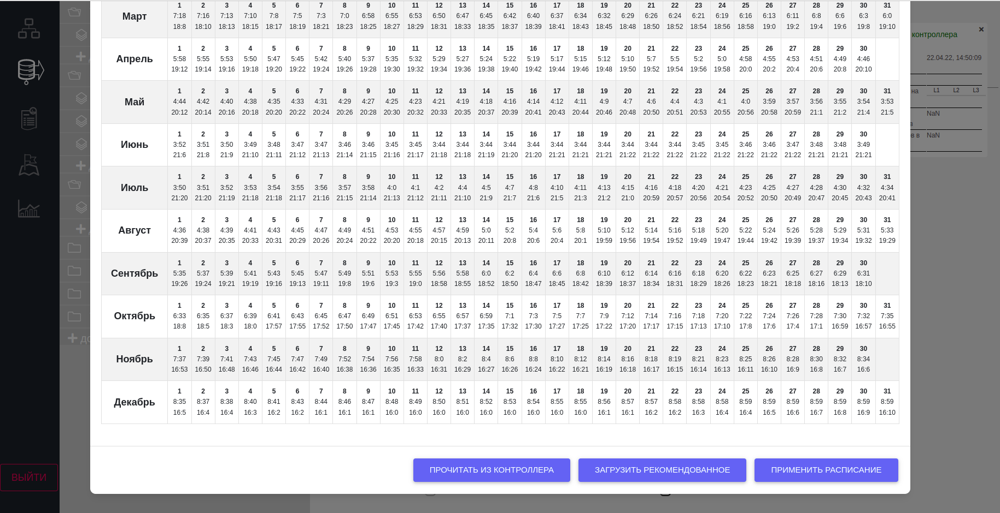 1 2 3 4 5 6 7 8 9 10 11 12 13 14 15 16 17 18 19 20 21 22 23 24 25 26 27 28 29 30 31
Март 7:18 7:16 7:13 7:10 7:8 7:5 7:3 7:0 6:58 6:55 6:53 6:50 6:47 6:45 6:42 6:40 6:37 6:34 6:32 6:29 6:26 6:24 6:21 6:19 6:16 6:13 6:11 6:8 6:6 6:3 6:0
18:8 18:10 18:13 18:15 18:17 18:19 18:21 18:23 18:25 18:27 18:29 18:31 18:33 18:35 18:37 18:39 18:41 18:43 18:45 18:48 18:50 18:52 18:54 18:56 18:58 19:0 19:2 19:4 19:6 19:8 19:10
1 2 3 4 5 6 7 8 9 10 11 12 13 14 15 16 17 18 19 20 21 22 23 24 25 26 27 28 29 30
Апрель 5:58 5:55 5:53 5:50 5:47 5:45 5:42 5:40 5:37 5:35 5:32 5:29 5:27 5:24 5:22 5:19 5:17 5:15 5:12 5:10 5:7 5:5 5:2 5:0 4:58 4:55 4:53 4:51 4:49 4:46
19:12 19:14 19:16 19:18 19:20 19:22 19:24 19:26 19:28 19:30 19:32 19:34 19:36 19:38 19:40 19:42 19:44 19:46 19:48 19:50 19:52 19:54 19:56 19:58 20:0 20:2 20:4 20:6 20:8 20:10
1 2 3 4 5 6 7 8 9 10 11 12 13 14 15 16 17 18 19 20 21 22 23 24 25 26 27 28 29 30 31
Май 4:44 4:42 4:40 4:38 4:35 4:33 4:31 4:29 4:27 4:25 4:23 4:21 4:19 4:18 4:16 4:14 4:12 4:11 4:9 4:7 4:6 4:4 4:3 4:1 4:0 3:59 3:57 3:56 3:55 3:54 3:53
20:12 20:14 20:16 20:18 20:20 20:22 20:24 20:26 20:28 20:30 20:32 20:33 20:35 20:37 20:39 20:41 20:43 20:44 20:46 20:48 20:50 20:51 20:53 20:55 20:56 20:58 20:59 21:1 21:2 21:4 21:5
1 2 3 4 5 6 7 8 9 10 11 12 13 14 15 16 17 18 19 20 21 22 23 24 25 26 27 28 29 30
Июнь 3:52 3:51 3:50 3:49 3:48 3:47 3:47 3:46 3:46 3:45 3:45 3:44 3:44 3:44 3:44 3:44 3:44 3:44 3:44 3:44 3:44 3:44 3:45 3:45 3:46 3:46 3:47 3:48 3:48 3:49
21:6 21:8 21:9 21:10 21:11 21:12 21:13 21:14 21:15 21:16 21:17 21:18 21:18 21:19 21:20 21:20 21:21 21:21 21:21 21:22 21:22 21:22 21:22 21:22 21:22 21:22 21:22 21:21 21:21 21:21
1 2 3 4 5 6 7 8 9 10 11 12 13 14 15 16 17 18 19 20 21 22 23 24 25 26 27 28 29 30 31
Июль 3:50 3:51 3:52 3:53 3:54 3:55 3:56 3:57 3:58 4:0 4:1 4:2 4:4 4:5 4:7 4:8 4:10 4:11 4:13 4:15 4:16 4:18 4:20 4:21 4:23 4:25 4:27 4:28 4:30 4:32 4:34
21:20 21:20 21:19 21:18 21:18 21:17 21:16 21:15 21:14 21:13 21:12 21:11 21:10 21:9 21:7 21:6 21:5 21:3 21:2 21:0 20:59 20:57 20:56 20:54 20:52 20:50 20:49 20:47 20:45 20:43 20:41
1 2 3 4 5 6 7 8 9 10 11 12 13 14 15 16 17 18 19 20 21 22 23 24 25 26 27 28 29 30 31
Август 4:36 4:38 4:39 4:41 4:43 4:45 4:47 4:49 4:51 4:53 4:55 4:57 4:59 5:0 5:2 5:4 5:6 5:8 5:10 5:12 5:14 5:16 5:18 5:20 5:22 5:24 5:26 5:28 5:29 5:31 5:33
20:39 20:37 20:35 20:33 20:31 20:29 20:26 20:24 20:22 20:20 20:18 20:15 20:13 20:11 20:8 20:6 20:4 20:1 19:59 19:56 19:54 19:52 19:49 19:47 19:44 19:42 19:39 19:37 19:34 19:32 19:29
1 2 3 4 5 6 7 8 9 10 11 12 13 14 15 16 17 18 19 20 21 22 23 24 25 26 27 28 29 30
Сентябрь 5:35 5:37 5:39 5:41 5:43 5:45 5:47 5:49 5:51 5:53 5:55 5:56 5:58 6:0 6:2 6:4 6:6 6:8 6:10 6:12 6:14 6:16 6:18 6:20 6:22 6:23 6:25 6:27 6:29 6:31
19:26 19:24 19:21 19:19 19:16 19:13 19:11 19:8 19:6 19:3 19:0 18:58 18:55 18:52 18:50 18:47 18:45 18:42 18:39 18:37 18:34 18:31 18:29 18:26 18:23 18:21 18:18 18:16 18:13 18:10
1 2 3 4 5 6 7 8 9 10 11 12 13 14 15 16 17 18 19 20 21 22 23 24 25 26 27 28 29 30 31
Октябрь 6:33 6:35 6:37 6:39 6:41 6:43 6:45 6:47 6:49 6:51 6:53 6:55 6:57 6:59 7:1 7:3 7:5 7:7 7:9 7:12 7:14 7:16 7:18 7:20 7:22 7:24 7:26 7:28 7:30 7:32 7:35
18:8 18:5 18:3 18:0 17:57 17:55 17:52 17:50 17:47 17:45 17:42 17:40 17:37 17:35 17:32 17:30 17:27 17:25 17:22 17:20 17:17 17:15 17:13 17:10 17:8 17:6 17:4 17:1 16:59 16:57 16:55
1 2 3 4 5 6 7 8 9 10 11 12 13 14 15 16 17 18 19 20 21 22 23 24 25 26 27 28 29 30
Ноябрь 7:37 7:39 7:41 7:43 7:45 7:47 7:49 7:52 7:54 7:56 7:58 8:0 8:2 8:4 8:6 8:8 8:10 8:12 8:14 8:16 8:18 8:19 8:21 8:23 8:25 8:26 8:28 8:30 8:32 8:34
16:53 16:50 16:48 16:46 16:44 16:42 16:40 16:38 16:36 16:35 16:33 16:31 16:29 16:27 16:26 16:24 16:22 16:21 16:19 16:18 16:17 16:15 16:14 16:13 16:11 16:10 16:9 16:8 16:7 16:6
1 2 3 4 5 6 7 8 9 10 11 12 13 14 15 16 17 18 19 20 21 22 23 24 25 26 27 28 29 30 31
Декабрь 8:35 8:37 8:38 8:40 8:41 8:43 8:44 8:46 8:47 8:48 8:49 8:50 8:51 8:52 8:53 8:54 8:55 8:55 8:56 8:57 8:57 8:58 8:58 8:58 8:59 8:59 8:59 8:59 8:59 8:59 8:59
16:5 16:4 16:4 16:3 16:2 16:2 16:1 16:1 16:1 16:0 16:0 16:0 16:0 16:0 16:0 16:0 16:0 16:0 16:1 16:1 16:2 16:2 16:3 16:4 16:4 16:5 16:6 16:7 16:8 16:9 16:10
ПРОЧИТАТЬ ИЗ КОНТРОЛЛЕРА ЗАГРУЗИТЬ РЕКОМЕНДОВАННОЕ ПРИМЕНИТЬ РАСПИСАНИЕ
контроллера
22.04.22, 14:50:09
на L1 L2 L3
NaN
в
в NaN
ВЫЙТИ